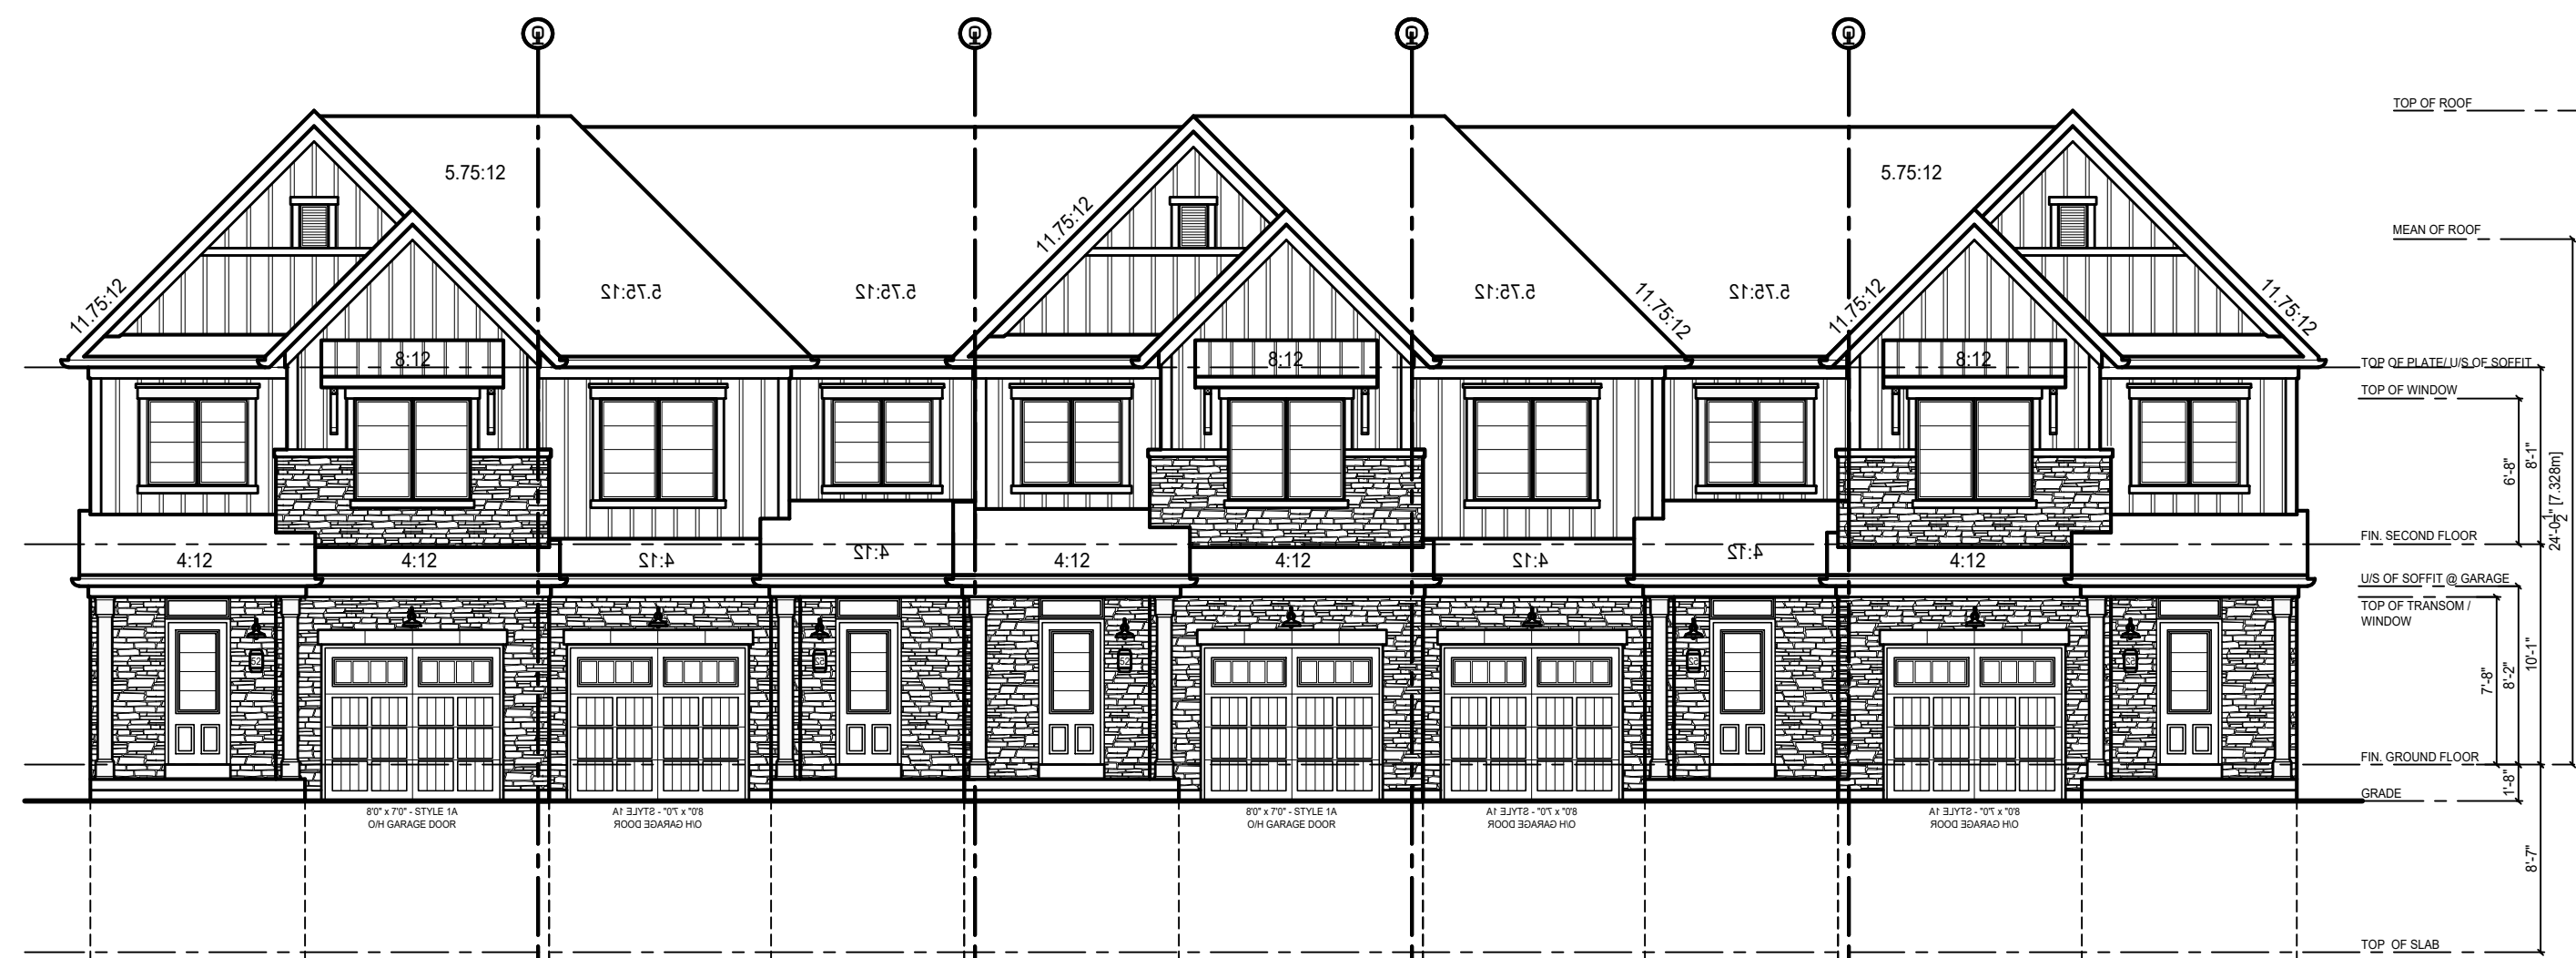 TOP OF ROOF
5.75:12
5.75:12
MEAN OF ROOF
11.75:12
11.75:12
5.75:12
5.75:12
5.75:12
11.75:12
5.75:12
11.75:12
11.75:12
8:12
8:12
8:12
TOP OF PLATE/ U/S OF SOFFIT
TOP OF WINDOW
6'-8"
8'-1"
24'-0 1/2" [7.328m]
FIN. SECOND FLOOR
4:12
4:12
4:12
4:12
4:12
4:12
4:12
4:12
4:12
U/S OF SOFFIT @ GARAGE
TOP OF TRANSOM /
WINDOW
52
52
52
52
52
7'-8"
8'-2"
10'-1"
FIN. GROUND FLOOR
1'-8"
GRADE
8'0" x 7'0" - STYLE 1A
O/H GARAGE DOOR
8'0" x 7'0" - STYLE 1A
O/H GARAGE DOOR
8'0" x 7'0" - STYLE 1A
O/H GARAGE DOOR
8'0" x 7'0" - STYLE 1A
O/H GARAGE DOOR
8'0" x 7'0" - STYLE 1A
O/H GARAGE DOOR
8'-7"
TOP OF SLAB